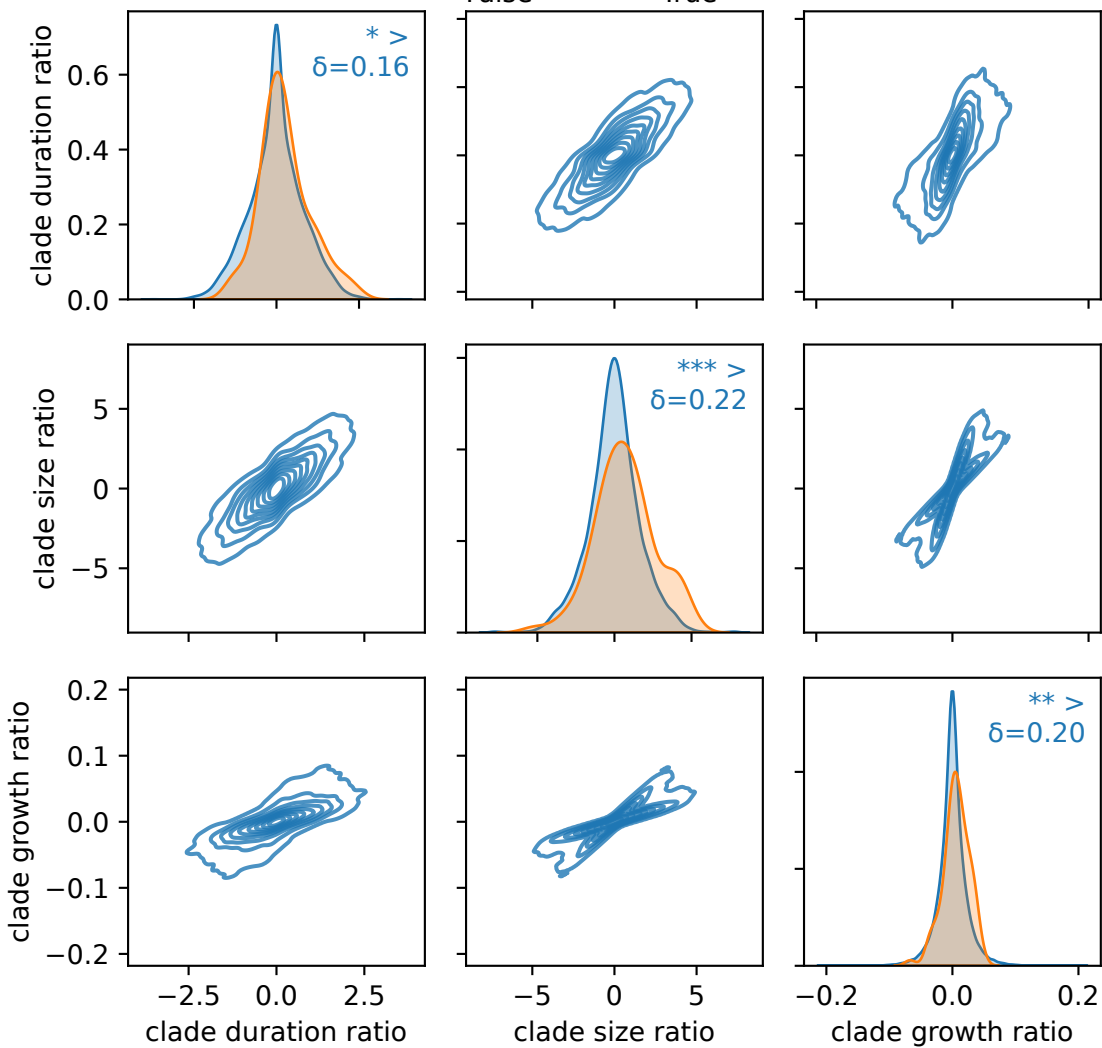 clade duration ratio
0.6
0.4
0.2
0.0
* >
δ=0.16
clade size ratio
5
0
−5
*** >
δ=0.22
clade growth ratio
0.2
0.1
0.0
−0.1
−0.2
** >
δ=0.20
−2.5 0.0 2.5
clade duration ratio
−5 0 5
clade size ratio
−0.2 0.0 0.2
clade growth ratio